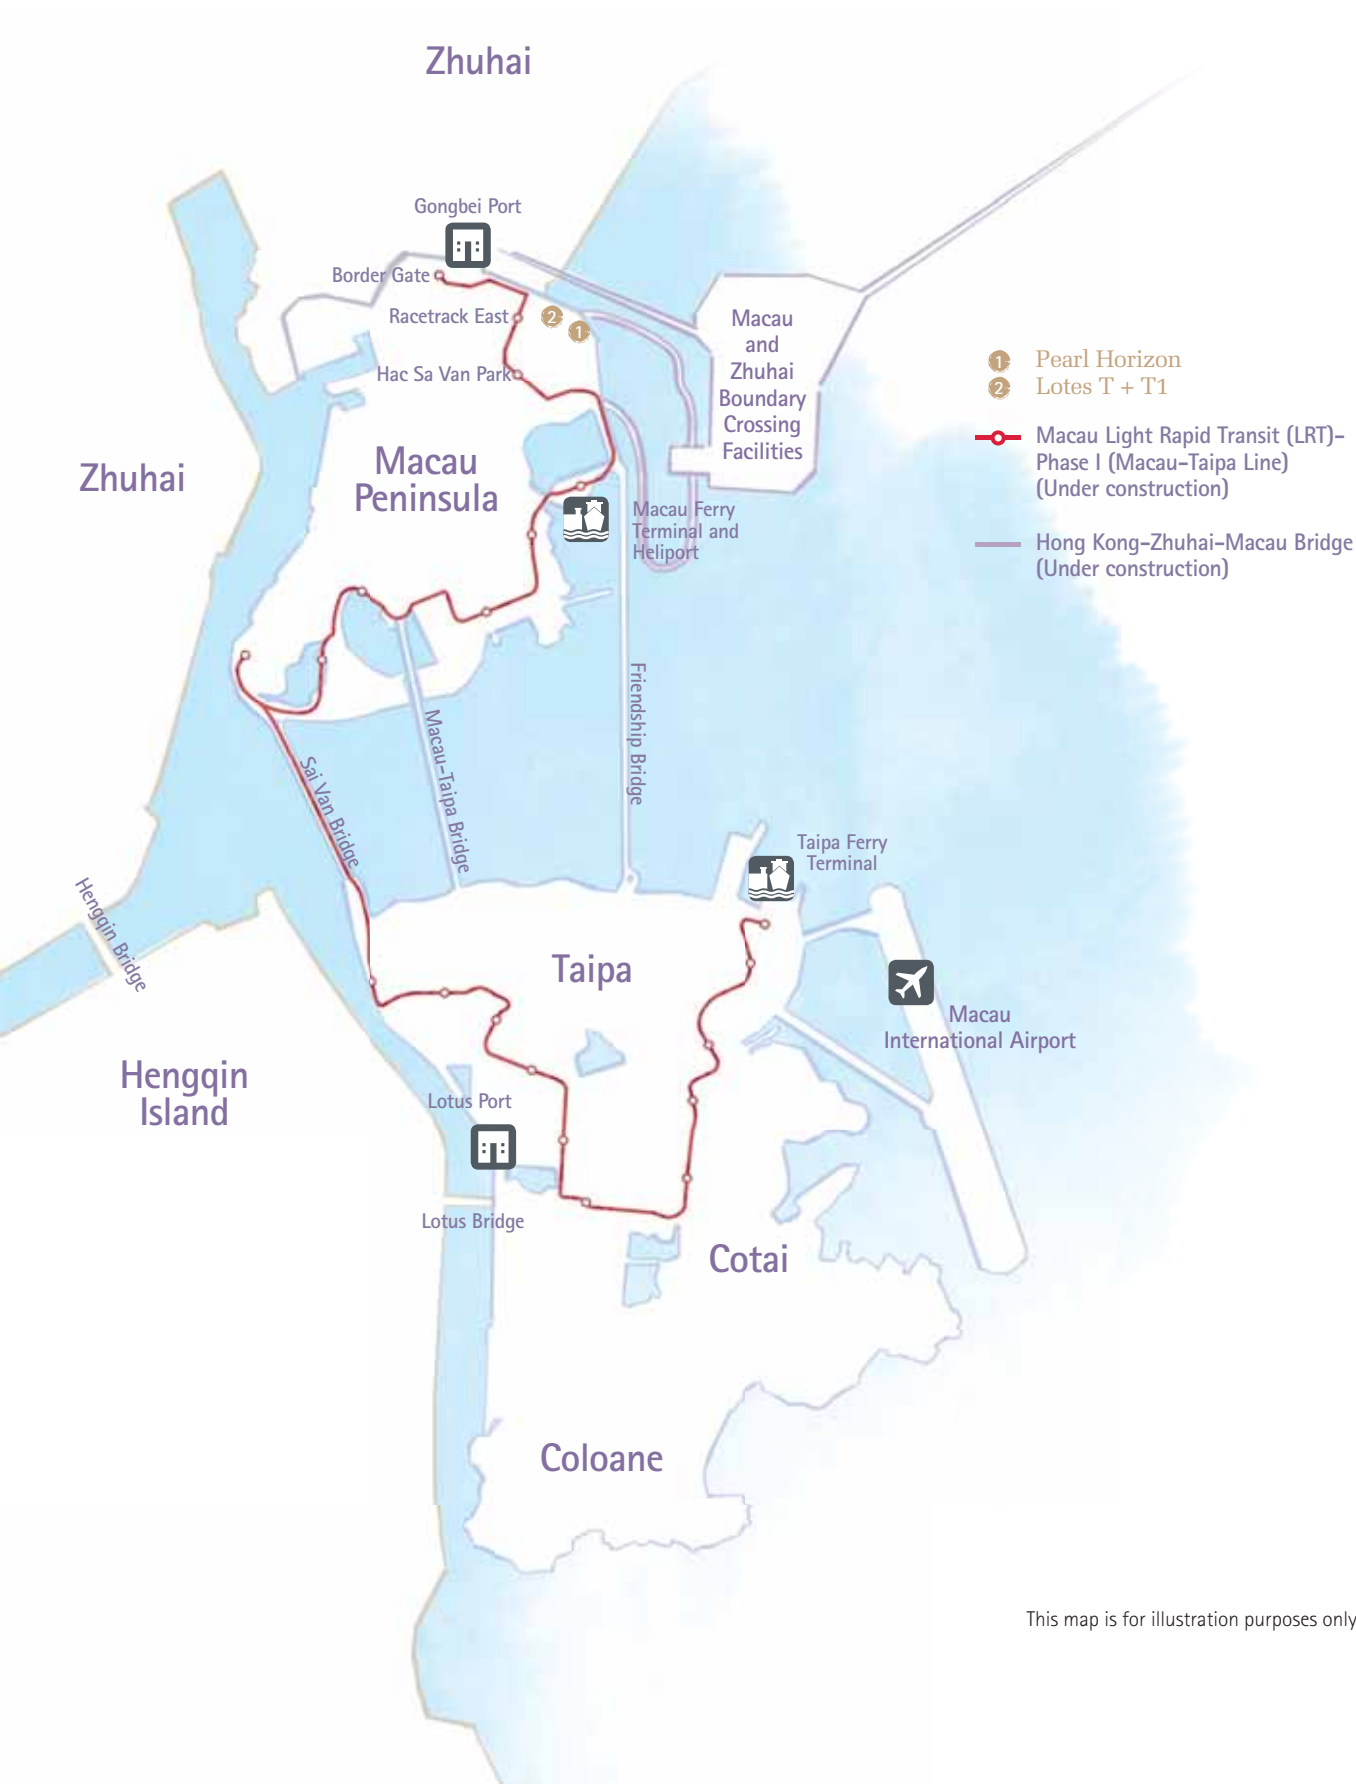 Zhuhai
Gongbei Port
Border Gate
Racetrack East
2
1
Hac Sa Van Park
Macau
and
Zhuhai
Boundary
Crossing
Facilities
1 Pearl Horizon
2 Lotes T + T1
Macau Light Rapid Transit (LRT)-
Phase I (Macau-Taipa Line)
(Under construction)
Hong Kong-Zhuhai-Macau Bridge
(Under construction)
Zhuhai
Macau
Peninsula
Macau Ferry
Terminal and
Heliport
Friendship Bridge
Macau-Taipa Bridge
Sai Van Bridge
Hengqin Bridge
Taipa Ferry
Terminal
Taipa
Macau
International Airport
Hengqin
Island
Lotus Port
Lotus Bridge
Cotai
Coloane
This map is for illustration purposes only